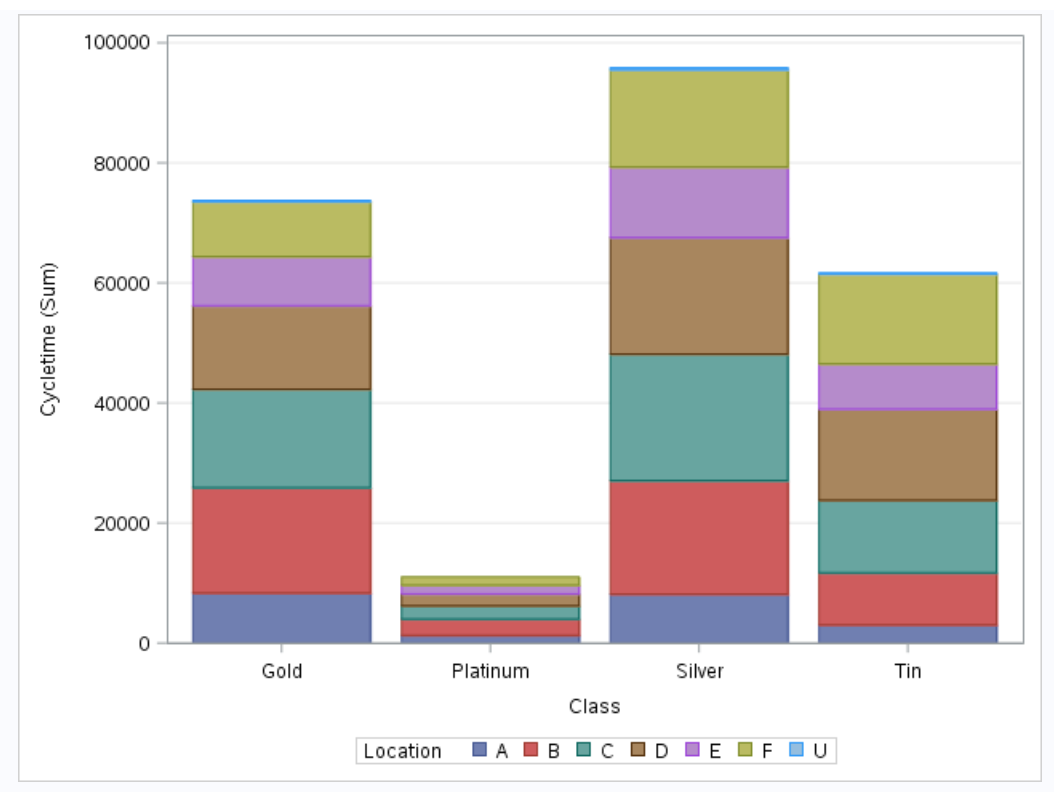 100000
80000
60000
40000
20000
0
Cycletime (Sum)
Gold Platinum Silver Tin
Class
Location A B C D E F U